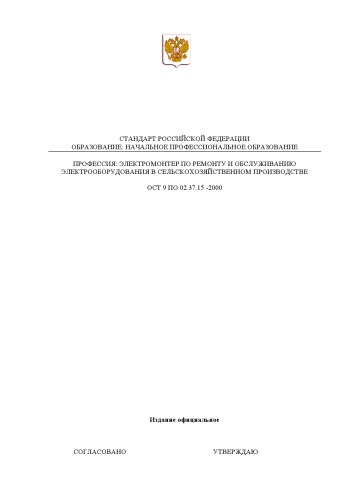 СТАНДАРТ РОССИЙСКОЙ ФЕДЕРАЦИИ
ОБРАЗОВАНИЕ: НАЧАЛЬНОЕ ПРОФЕССИОНАЛЬНОЕ ОБРАЗОВАНИЕ
ПРОФЕССИЯ: ЭЛЕКТРОМОНТЕР ПО РЕМОНТУ И ОБСЛУЖИВАНИЮ
ЭЛЕКТРООБОРУДОВАНИЯ В СЕЛЬСКОХОЗЯЙСТВЕННОМ ПРОИЗВОДСТВЕ
ОСТ 9 ПО 02.37.15 -2000
Издание официальное
СОГЛАСОВАНО УТВЕРЖДАЮ